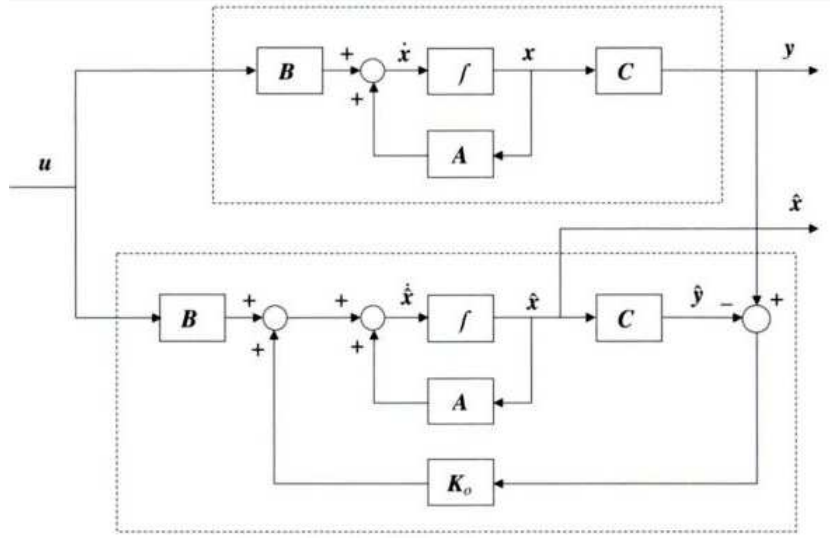 y
B + ẋ ∫ x C
+
A
u
x̂
B + + x̂̇ ∫ x̂ C ŷ − +
+ +
A
Kₒ